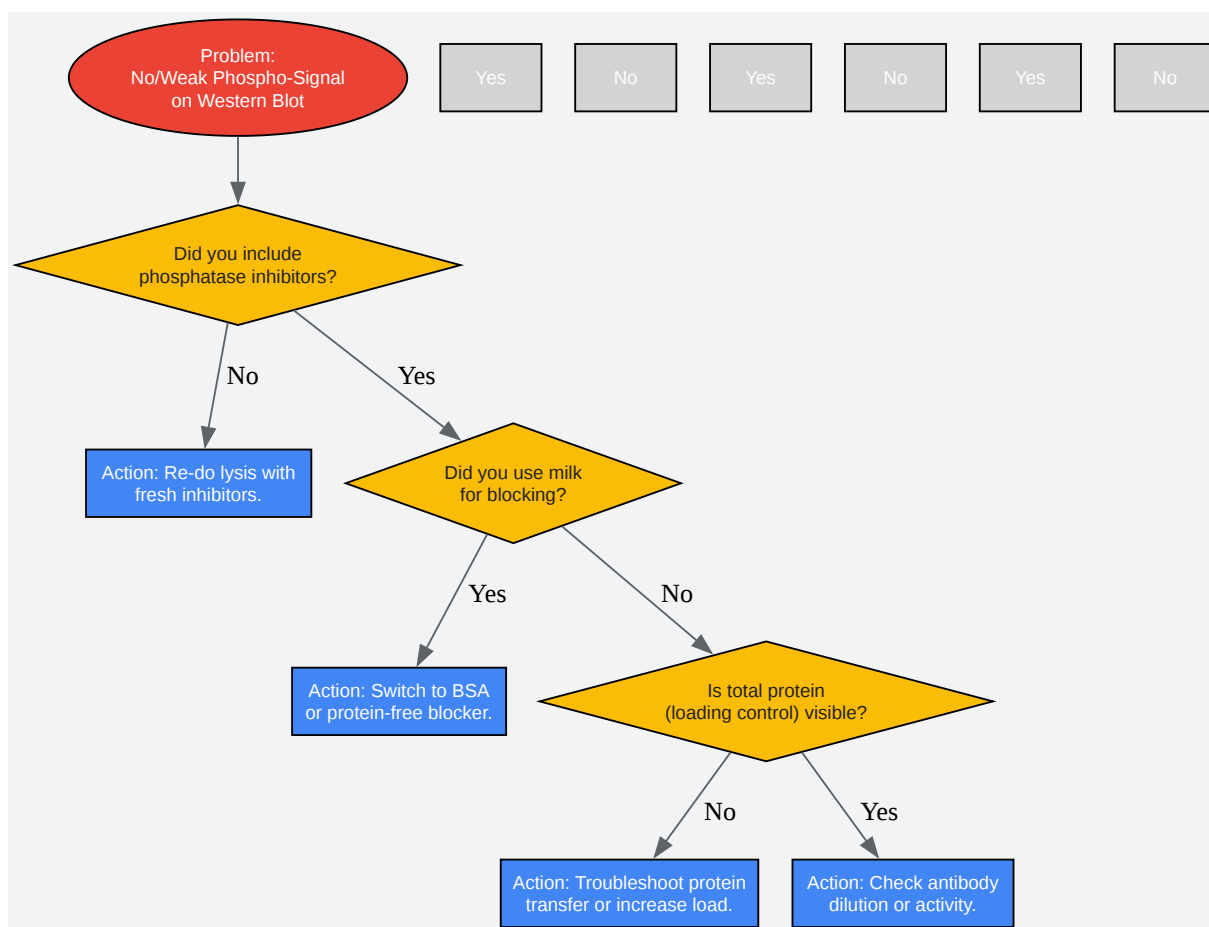 Problem:
No/Weak Phospho-Signal
on Western Blot
Yes
No
Yes
No
Yes
No
Did you include
phosphatase inhibitors?
No
Yes
Action: Re-do lysis with
fresh inhibitors.
Did you use milk
for blocking?
Yes
No
Action: Switch to BSA
or protein-free blocker.
Is total protein
(loading control) visible?
No
Yes
Action: Troubleshoot protein
transfer or increase load.
Action: Check antibody
dilution or activity.